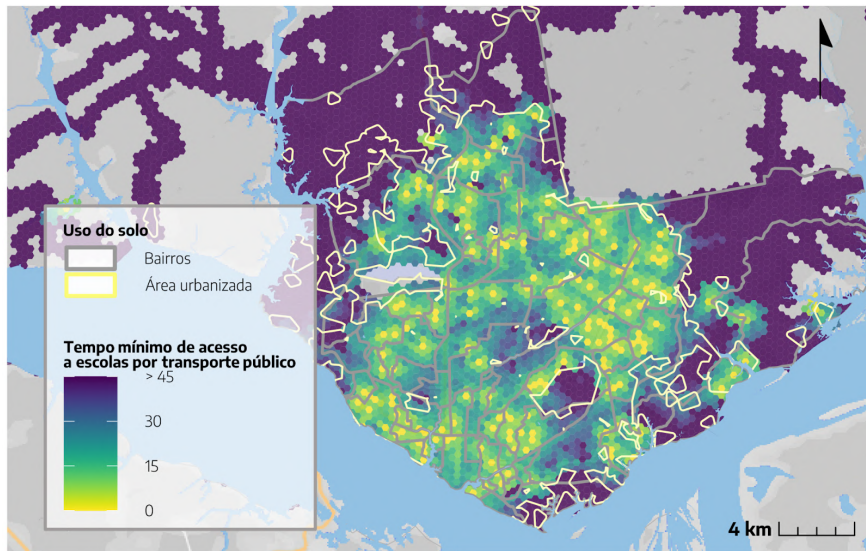 Uso do solo
Bairros
Área urbanizada
Tempo mínimo de acesso
a escolas por transporte público
> 45
30
15
0
4 km